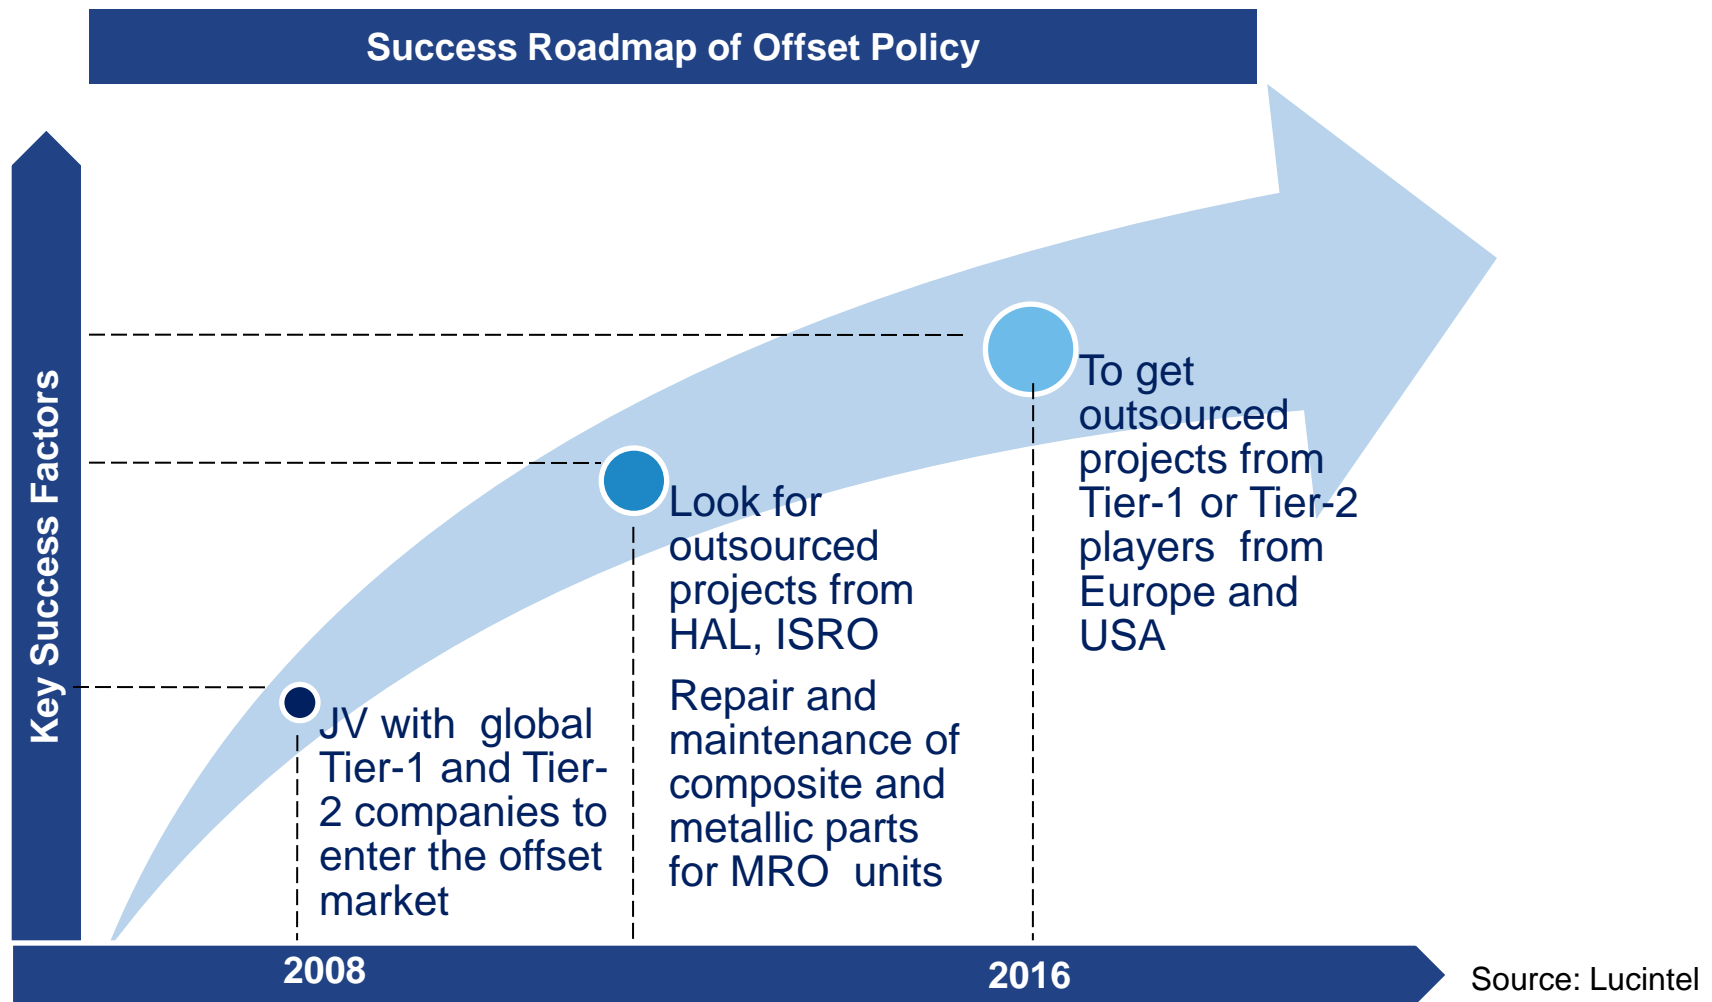 Success Roadmap of Offset Policy
Key Success Factors
JV with  global
Tier-1 and Tier-
2 companies to
enter the offset
market
Look for
outsourced
projects from
HAL, ISRO
Repair and
maintenance of
composite and
metallic parts
for MRO  units
To get
outsourced
projects from
Tier-1 or Tier-2
players  from
Europe and
USA
2008
2016
Source: Lucintel